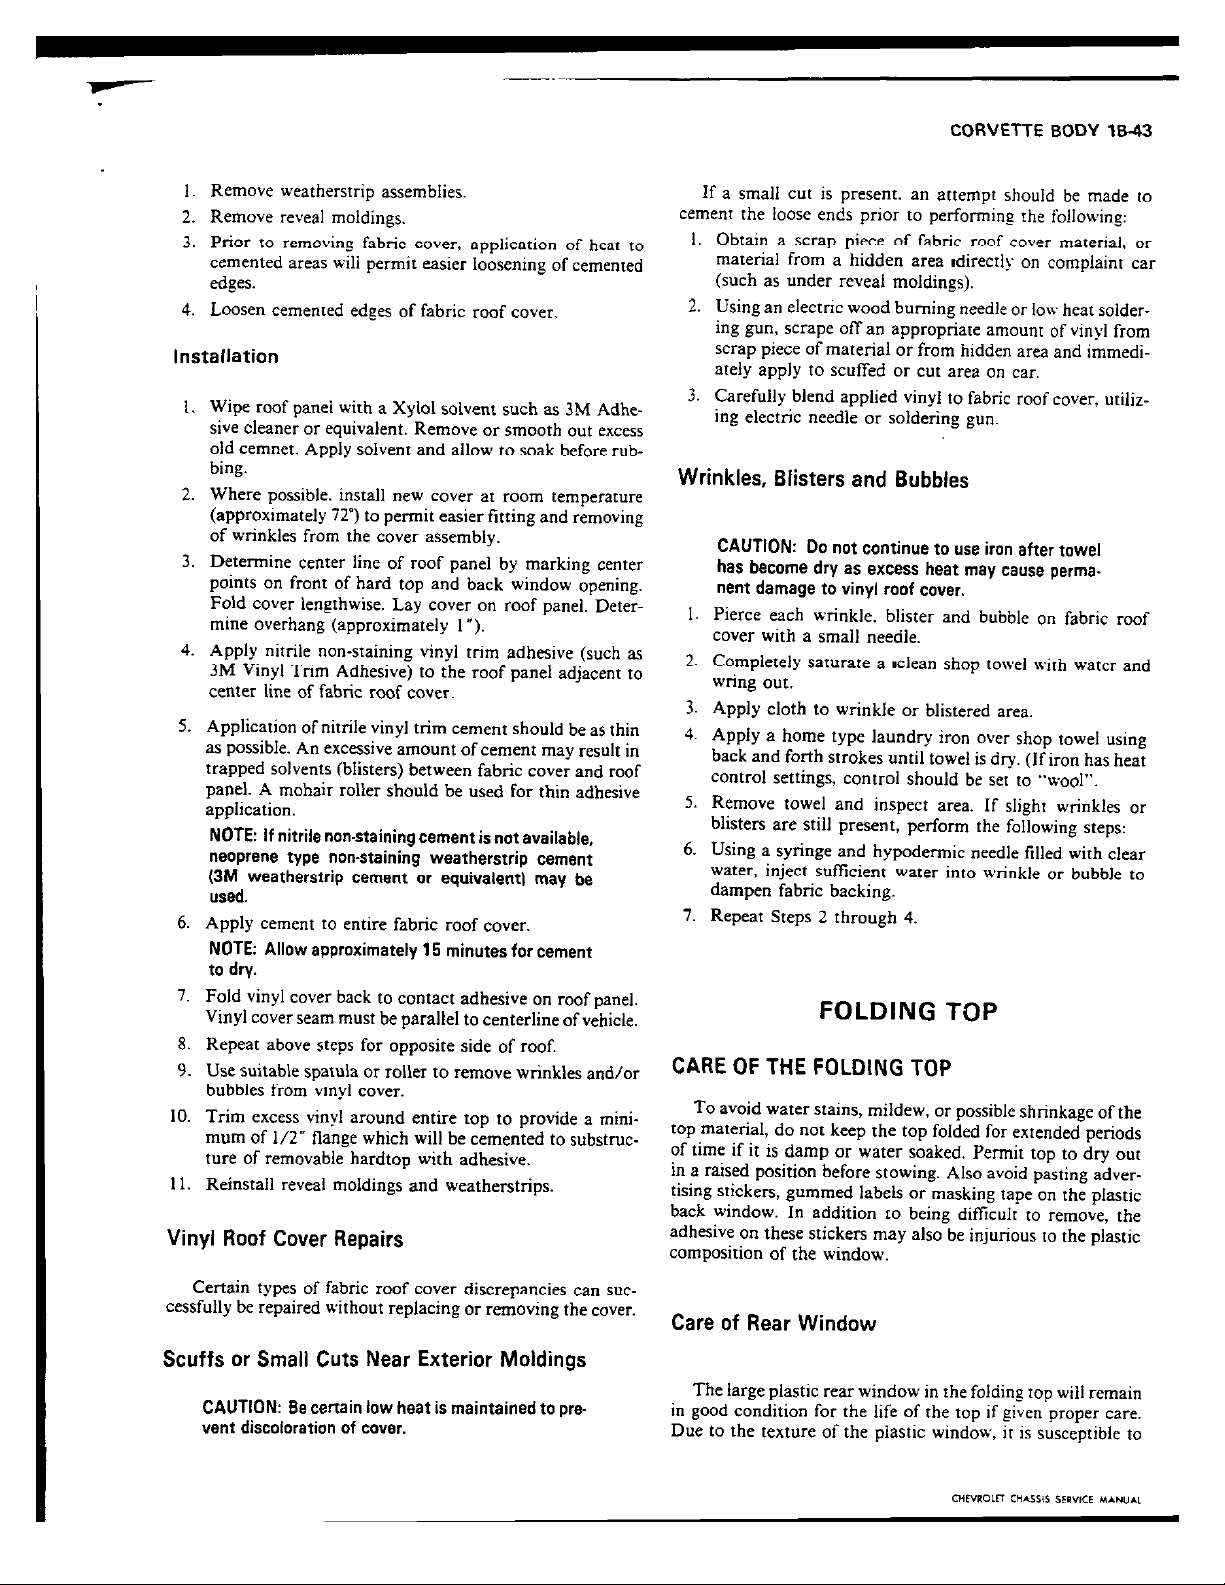 CORVETTE BODY 1B-43
1. Remove weatherstrip assemblies.
2. Remove reveal moldings.
3. Prior to removing fabric cover, application of heat to
cemented areas will permit easier loosening of cemented
edges.
4. Loosen cemented edges of fabric roof cover.
Installation
1. Wipe roof panel with a Xylol solvent such as 3M Adhe-
sive cleaner or equivalent. Remove or smooth out excess
old cemnet. Apply solvent and allow to soak before rub-
bing.
2. Where possible. install new cover at room temperature
(approximately 72°) to permit easier fitting and removing
of wrinkles from the cover assembly.
3. Determine center line of roof panel by marking center
points on front of hard top and back window opening.
Fold cover lengthwise. Lay cover on roof panel. Deter-
mine overhang (approximately 1").
4. Apply nitrile non-staining vinyl trim adhesive (such as
3M Vinyl Trim Adhesive) to the roof panel adjacent to
center line of fabric roof cover.
5. Application of nitrile vinyl trim cement should be as thin
as possible. An excessive amount of cement may result in
trapped solvents (blisters) between fabric cover and roof
panel. A mohair roller should be used for thin adhesive
application.
NOTE: If nitrile non-staining cement is not available,
neoprene type non-staining weatherstrip cement
(3M weatherstrip cement or equivalent) may be
used.
6. Apply cement to entire fabric roof cover.
NOTE: Allow approximately 15 minutes for cement
to dry.
7. Fold vinyl cover back to contact adhesive on roof panel.
Vinyl cover seam must be parallel to centerline of vehicle.
8. Repeat above steps for opposite side of roof.
9. Use suitable spatula or roller to remove wrinkles and/or
bubbles from vinyl cover.
10. Trim excess vinyl around entire top to provide a mini-
mum of 1/2" flange which will be cemented to substruc-
ture of removable hardtop with adhesive.
11. Reinstall reveal moldings and weatherstrips.
Vinyl Roof Cover Repairs
Certain types of fabric roof cover discrepancies can suc-
cessfully be repaired without replacing or removing the cover.
Scuffs or Small Cuts Near Exterior Moldings
CAUTION: Be certain low heat is maintained to pre-
vent discoloration of cover.
If a small cut is present. an attempt should be made to
cement the loose ends prior to performing the following:
1. Obtain a scrap piece of fabric roof cover material, or
material from a hidden area (directly on complaint car
(such as under reveal moldings).
2. Using an electric wood burning needle or low heat solder-
ing gun, scrape off an appropriate amount of vinyl from
scrap piece of material or from hidden area and immedi-
ately apply to scuffed or cut area on car.
3. Carefully blend applied vinyl to fabric roof cover, utiliz-
ing electric needle or soldering gun.
Wrinkles, Blisters and Bubbles
CAUTION: Do not continue to use iron after towel
has become dry as excess heat may cause perma-
nent damage to vinyl roof cover.
1. Pierce each wrinkle. blister and bubble on fabric roof
cover with a small needle.
2. Completely saturate a (clean shop towel with water and
wring out.
3. Apply cloth to wrinkle or blistered area.
4. Apply a home type laundry iron over shop towel using
back and forth strokes until towel is dry. (If iron has heat
control settings, control should be set to "wool".
5. Remove towel and inspect area. If slight wrinkles or
blisters are still present, perform the following steps:
6. Using a syringe and hypodermic needle filled with clear
water, inject sufficient water into wrinkle or bubble to
dampen fabric backing.
7. Repeat Steps 2 through 4.
FOLDING TOP
CARE OF THE FOLDING TOP
To avoid water stains, mildew, or possible shrinkage of the
top material, do not keep the top folded for extended periods
of time if it is damp or water soaked. Permit top to dry out
in a raised position before stowing. Also avoid pasting adver-
tising stickers, gummed labels or masking tape on the plastic
back window. In addition to being difficult to remove, the
adhesive on these stickers may also be injurious to the plastic
composition of the window.
Care of Rear Window
The large plastic rear window in the folding top will remain
in good condition for the life of the top if given proper care.
Due to the texture of the plastic window, it is susceptible to
CHEVROLET CHASSIS SERVICE MANUAL